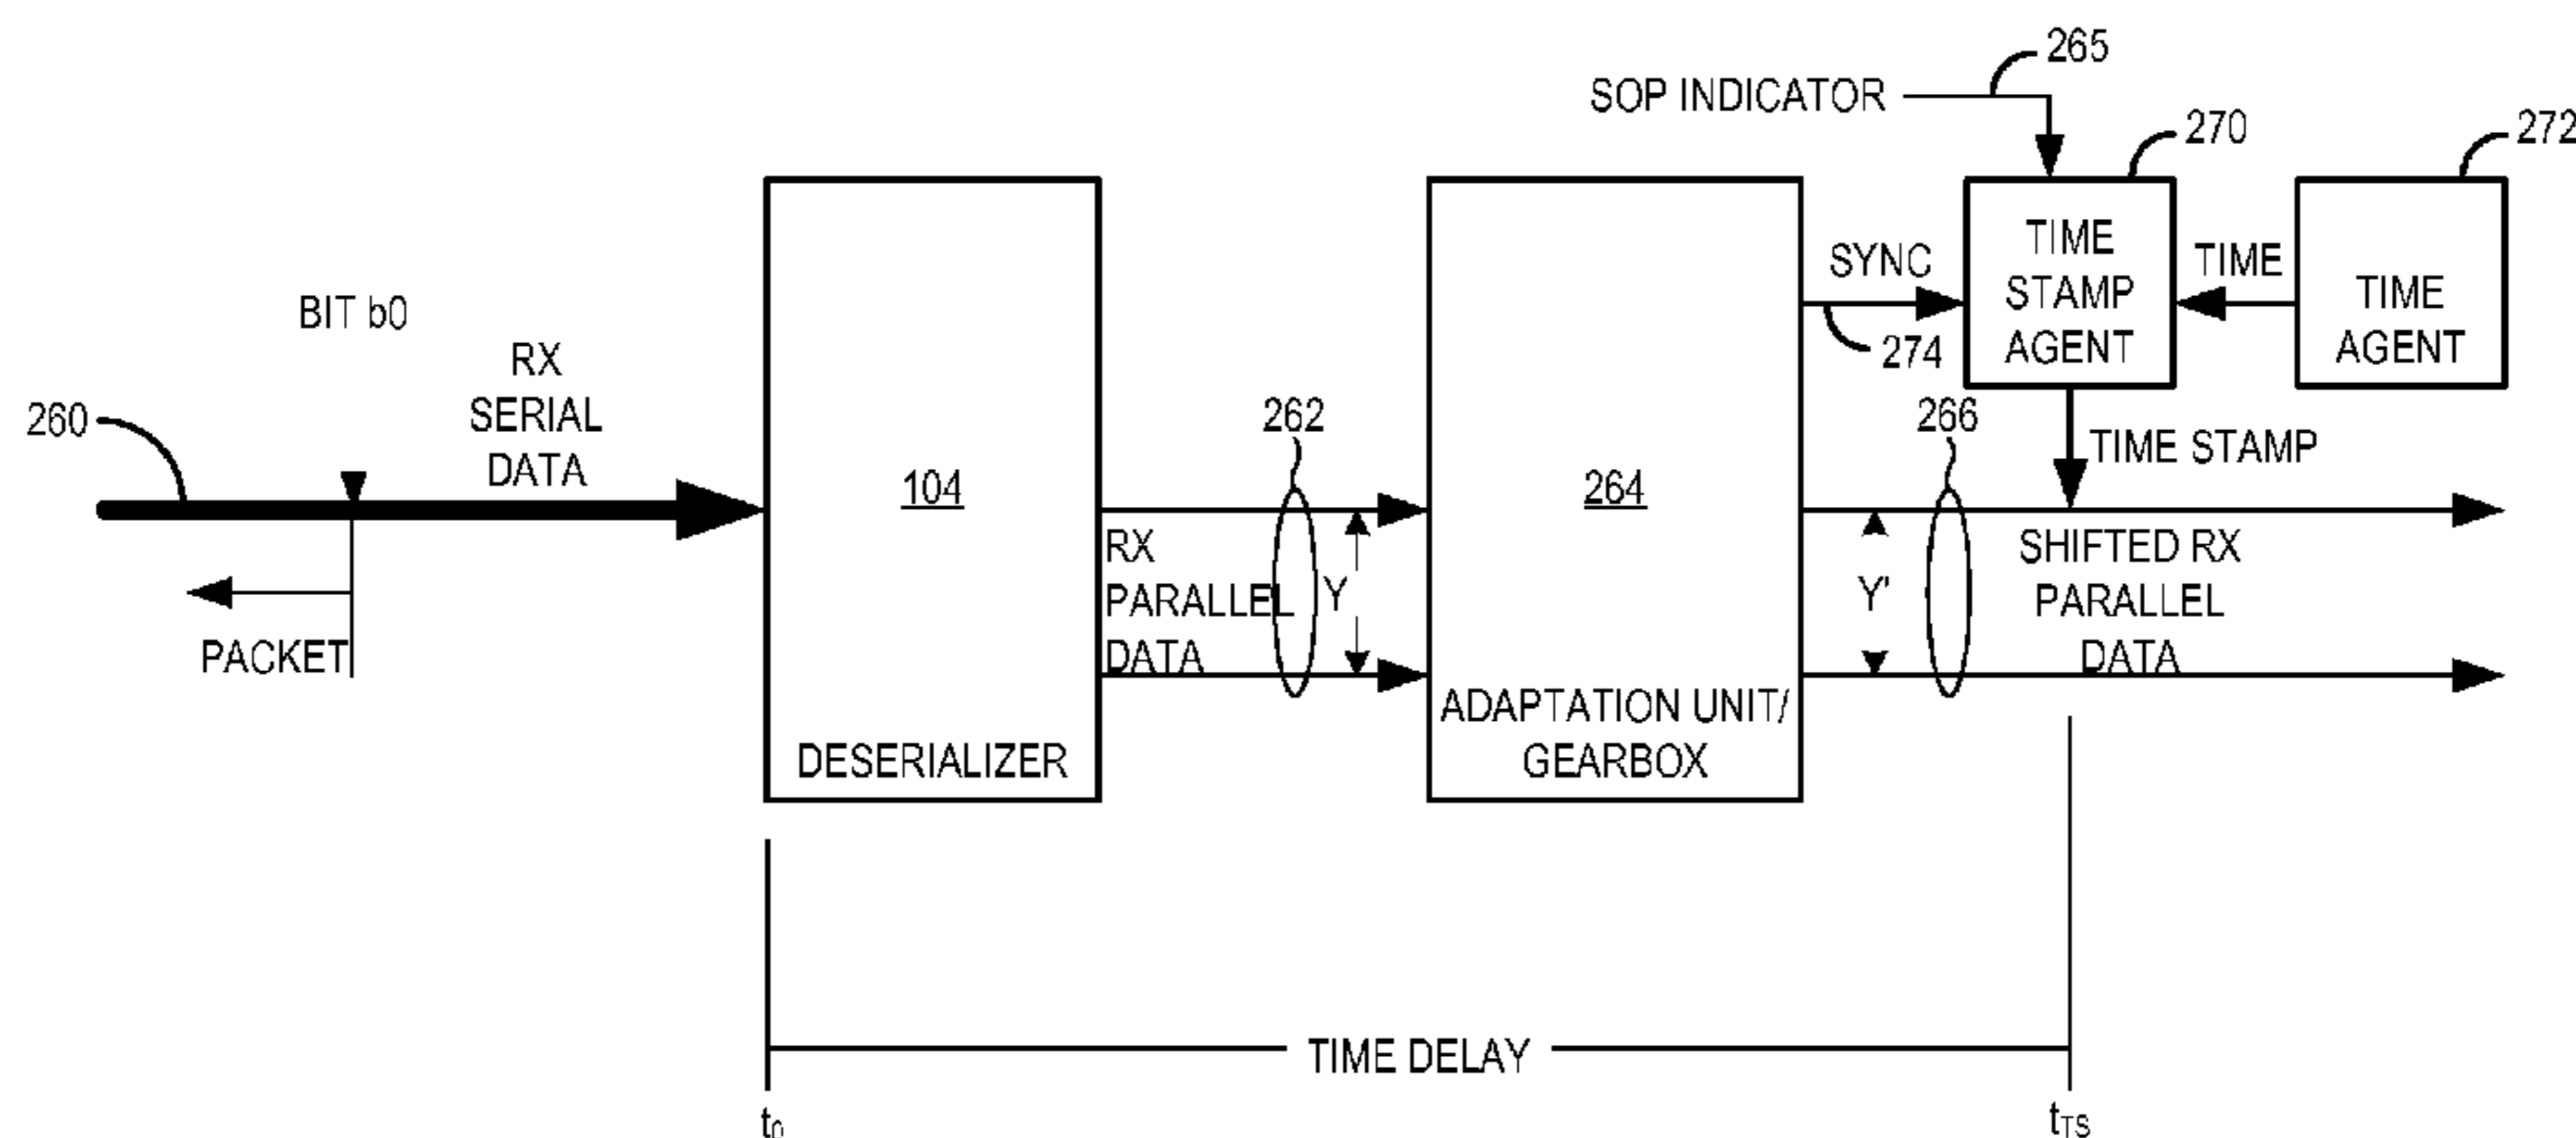 265
SOP INDICATOR
270
272
TIME
STAMP
AGENT
SYNC
TIME
TIME
AGENT
274
BIT b0
RX
SERIAL
DATA
260
262
266
TIME STAMP
104
264
RX
PARALLEL
DATA
Y
Y'
SHIFTED RX
PARALLEL
DATA
PACKET
DESERIALIZER
ADAPTATION UNIT/
GEARBOX
TIME DELAY
t0
tTS